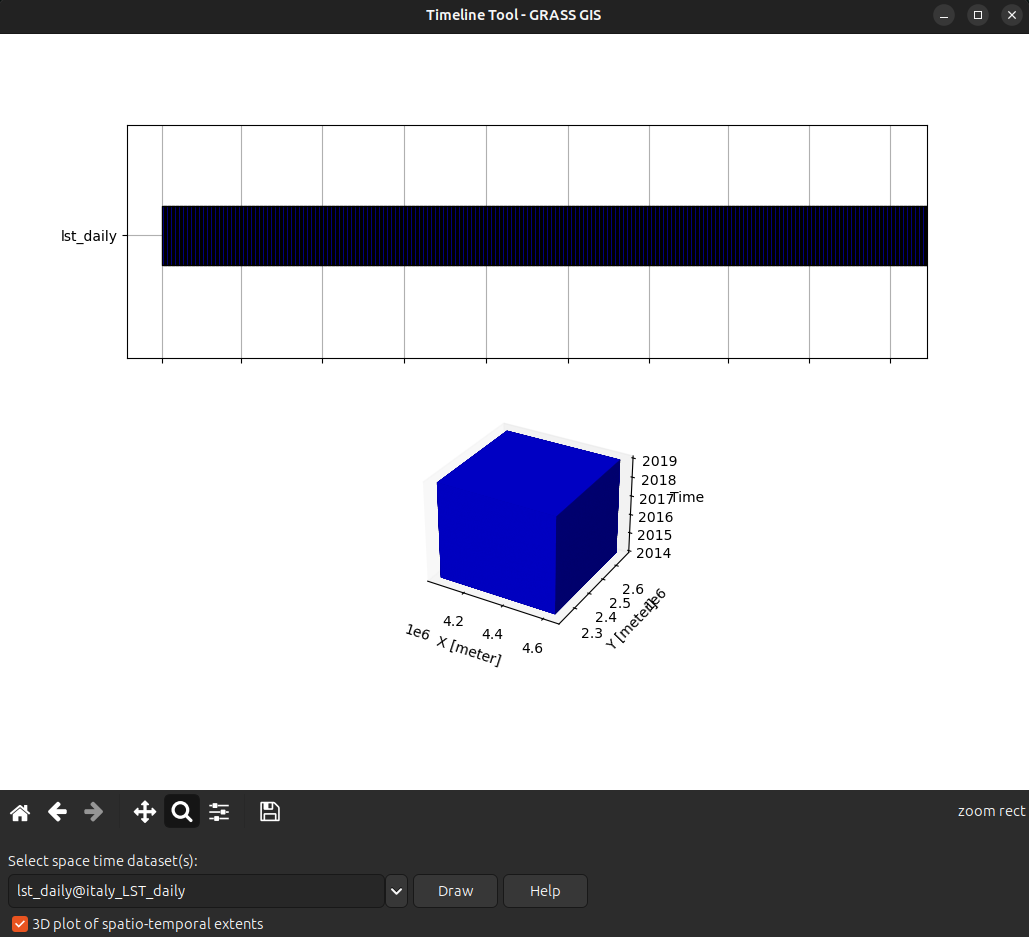 Timeline Tool - GRASS GIS
lst_daily
2019
2018
2017
Time
2016
2015
2014
2.6
2.5
1e6
2.4
2.3
Y [meter]
4.2
4.4
4.6
1e6
X [meter]
zoom rect
Select space time dataset(s):
lst_daily@italy_LST_daily
Draw
Help
3D plot of spatio-temporal extents